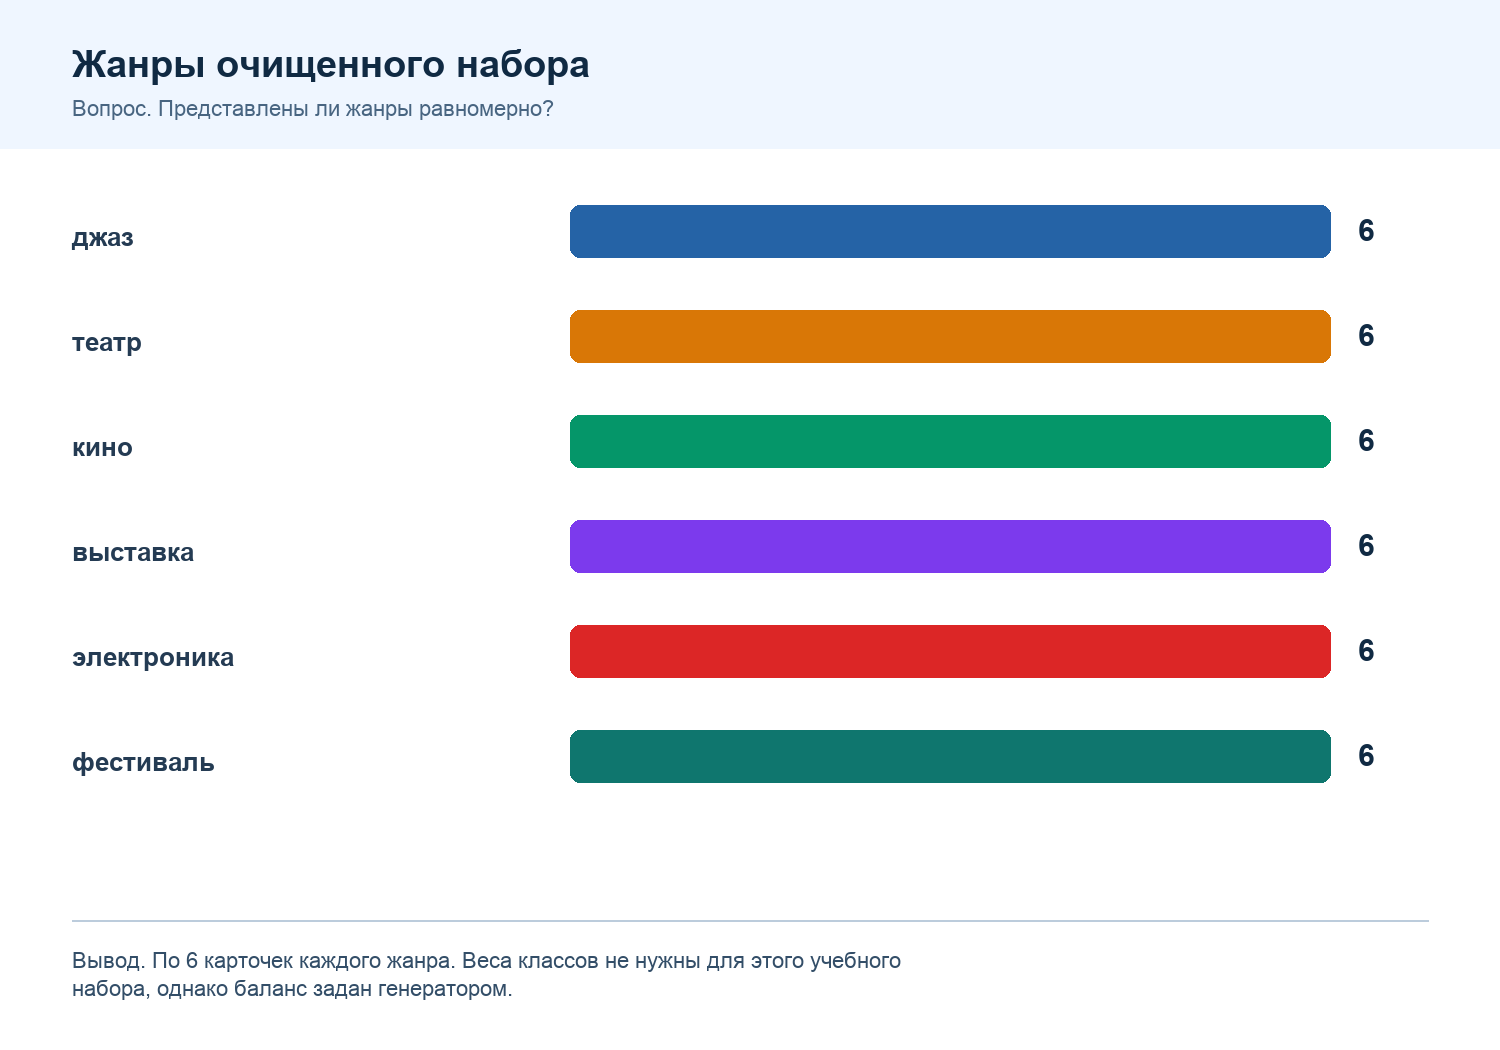 Жанры очищенного набора
Вопрос. Представлены ли жанры равномерно?
джаз 6
театр 6
кино 6
выставка 6
электроника 6
фестиваль 6
Вывод. По 6 карточек каждого жанра. Веса классов не нужны для этого учебного
набора, однако баланс задан генератором.